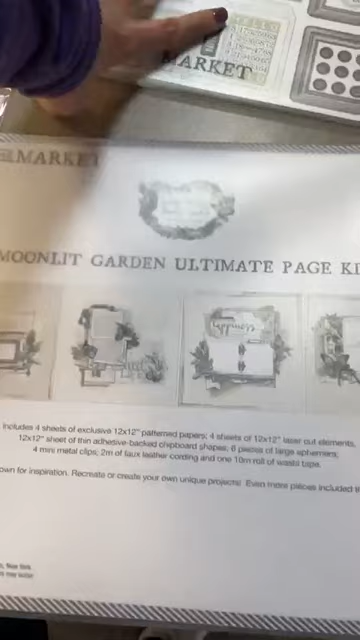 HELLO
MARKET
MARKET
MOONLIT GARDEN ULTIMATE PAGE KI
happiness
Includes 4 sheets of exclusive 12x12" patterned papers; 4 sheets of 12x12" laser cut elements;
12x12" sheet of thin adhesive-backed chipboard shapes; 6 pieces of large ephemera;
4 mini metal clips; 2m of faux leather cording and one 10m roll of washi tape.
own for inspiration. Recreate or create your own unique projects! Even more pieces included th